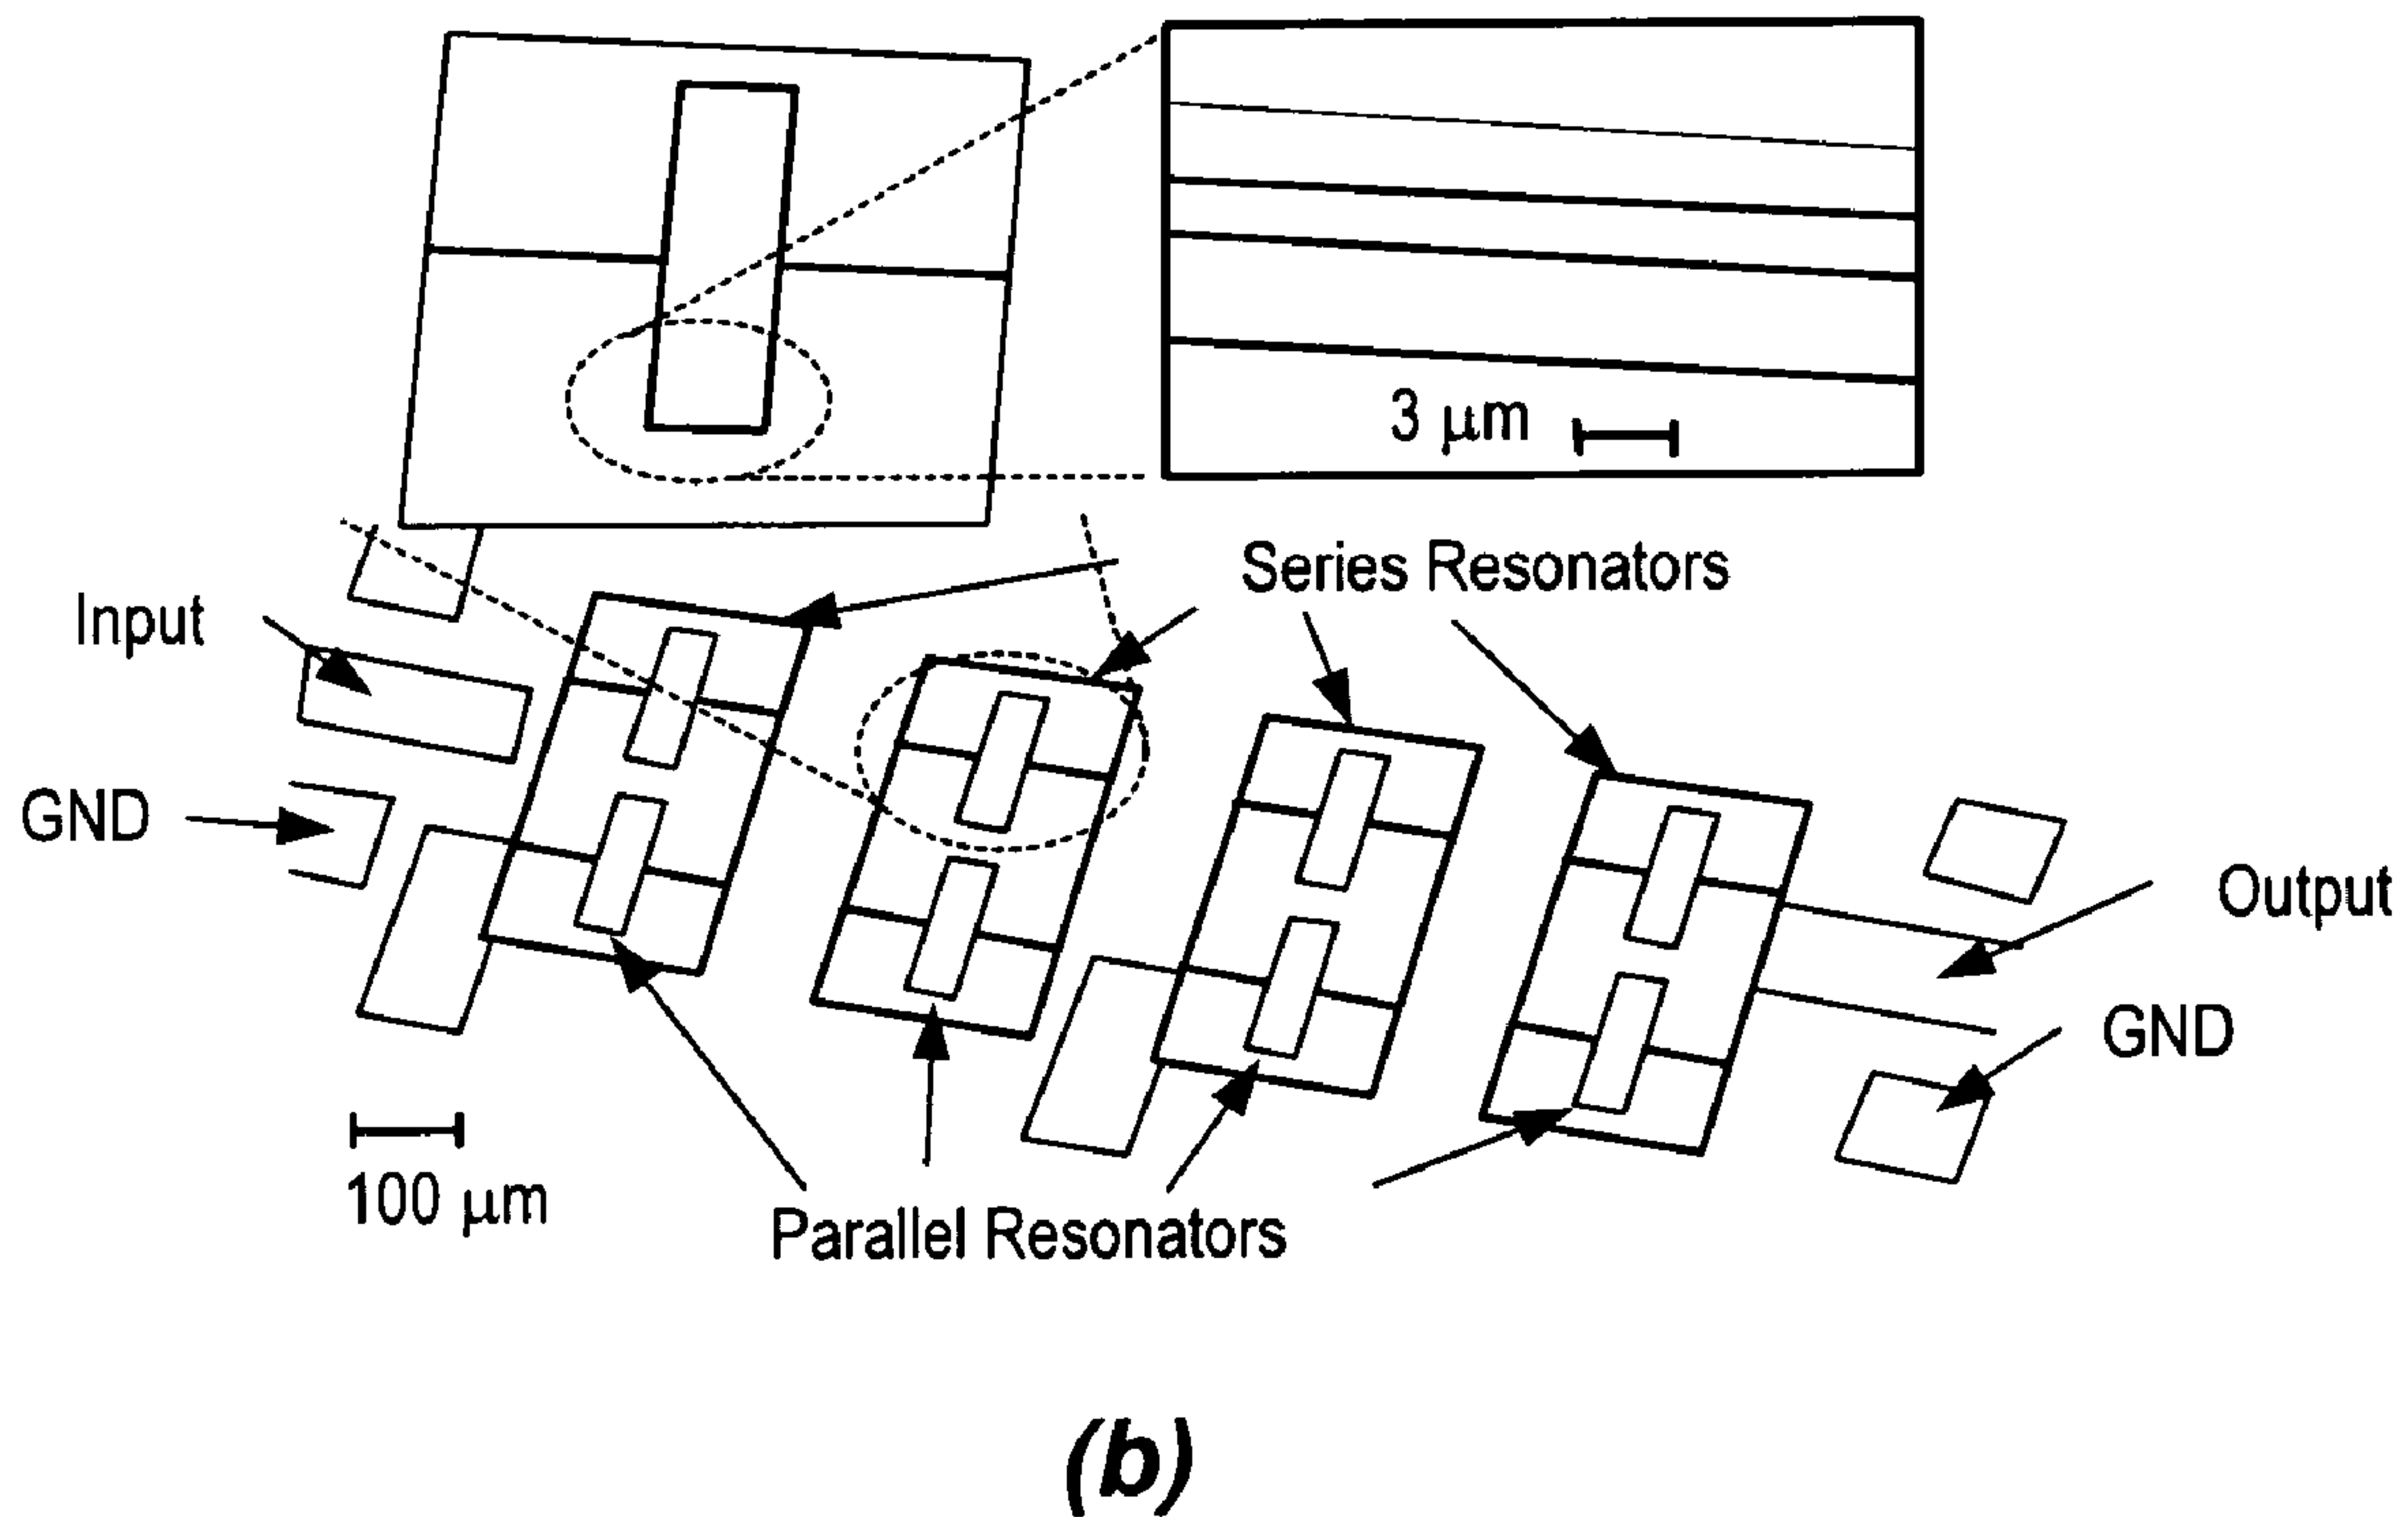 3 μm
Series Resonators
Input
GND
Output
GND
100 μm
Parallel Resonators
(b)